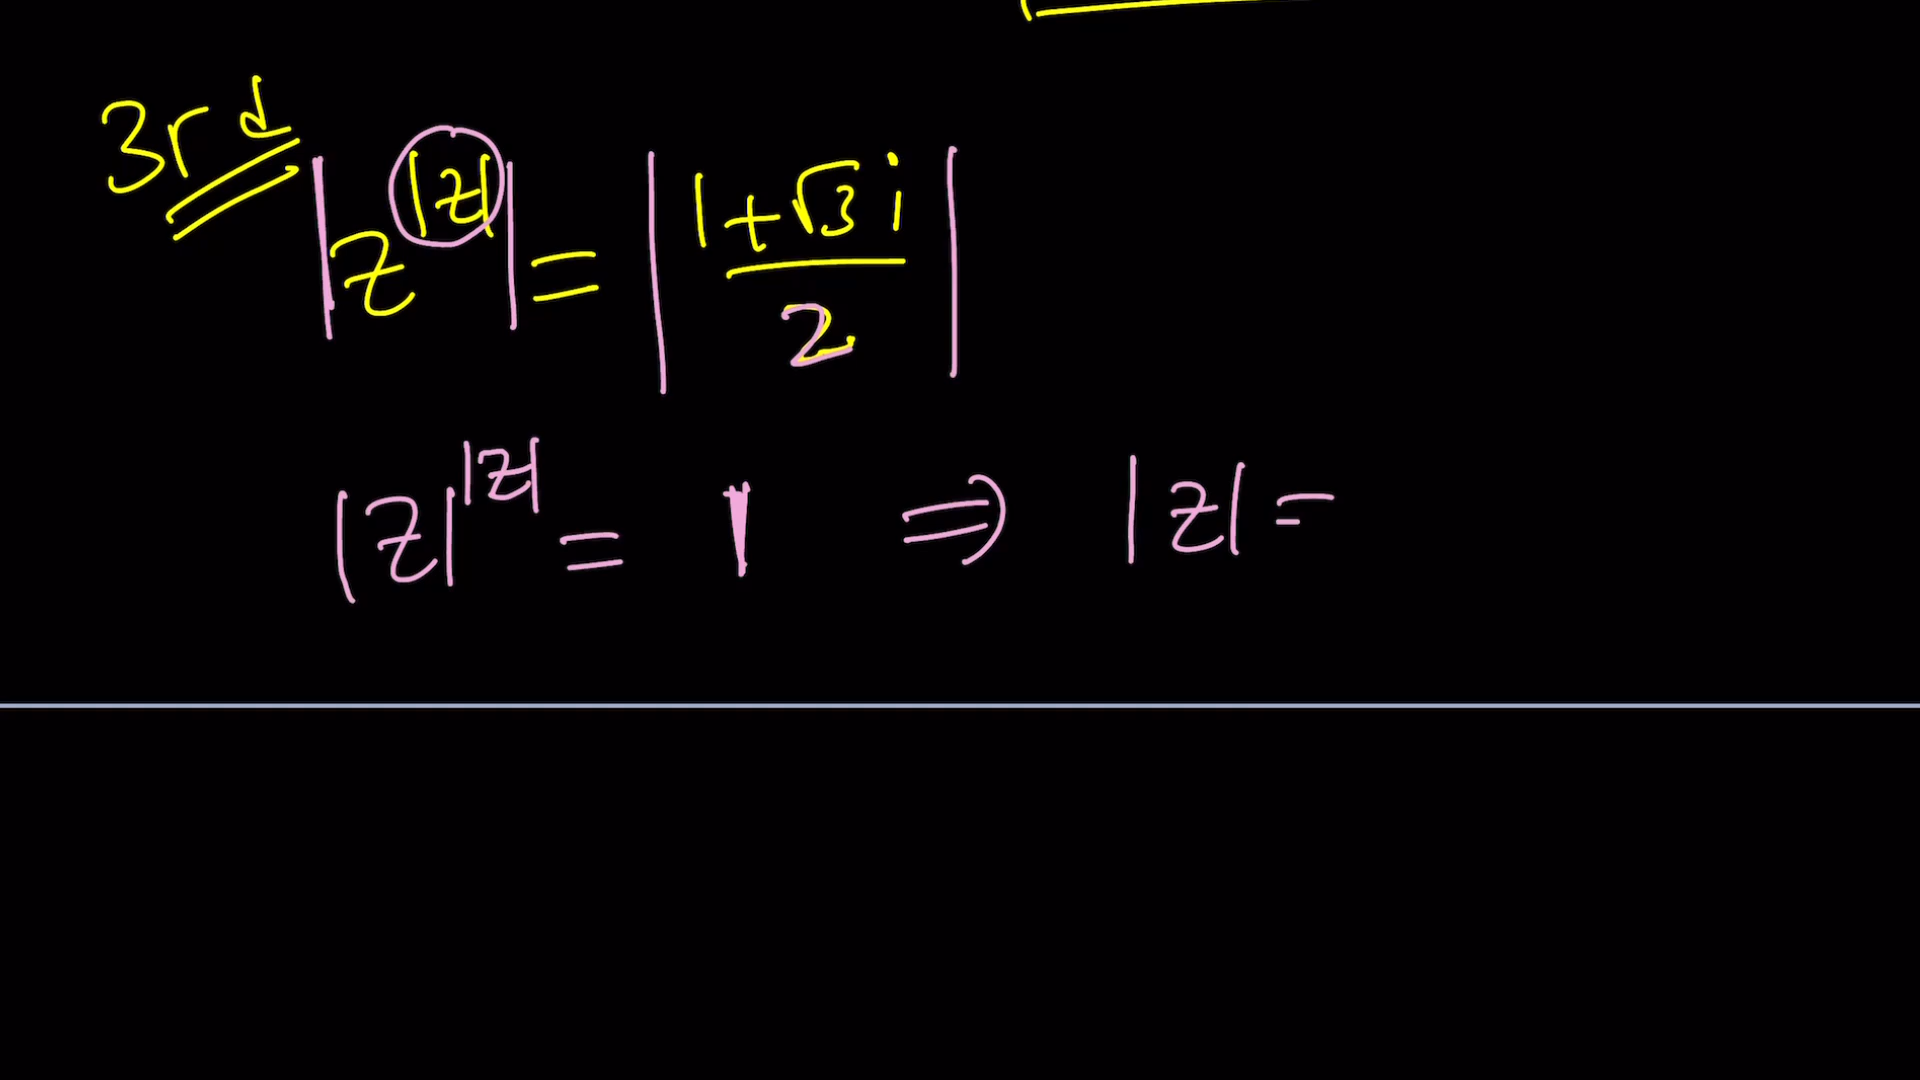 3rd
|z^|z|| = |(1+√3 i)/2|
|z|^|z| = 1 ⇒ |z| =